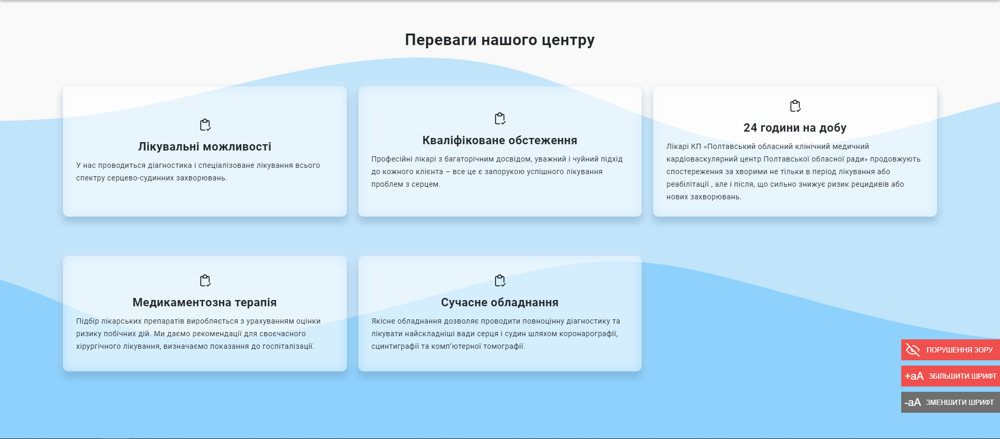 Переваги нашого центру
Лікувальні можливості
У нас проводиться діагностика і спеціалізоване лікування всього
спектру серцево-судинних захворювань.
Кваліфіковане обстеження
Професійні лікарі з багаторічним досвідом, уважний і чуйний підхід
до кожного клієнта – все це є запорукою успішного лікування
проблем з серцем.
24 години на добу
Лікарі КП «Полтавський обласний клінічний медичний
кардіоваскулярний центр Полтавської обласної ради» продовжують
спостереження за хворими не тільки в період лікування або
реабілітації , але і після, що сильно знижує ризик рецидивів або
нових захворювань.
Медикаментозна терапія
Підбір лікарських препаратів виробляється з урахуванням оцінки
ризику побічних дій. Ми даємо рекомендації для своєчасного
хірургічного лікування, визначаємо показання до госпіталізації.
Сучасне обладнання
Якісне обладнання дозволяє проводити повноцінну діагностику та
лікувати найскладніші вади серця і судин шляхом коронарографії,
сцинтиграфії та комп’ютерної томографії.
ПОРУШЕННЯ ЗОРУ
+aA ЗБІЛЬШИТИ ШРИФТ
-aA ЗМЕНШИТИ ШРИФТ